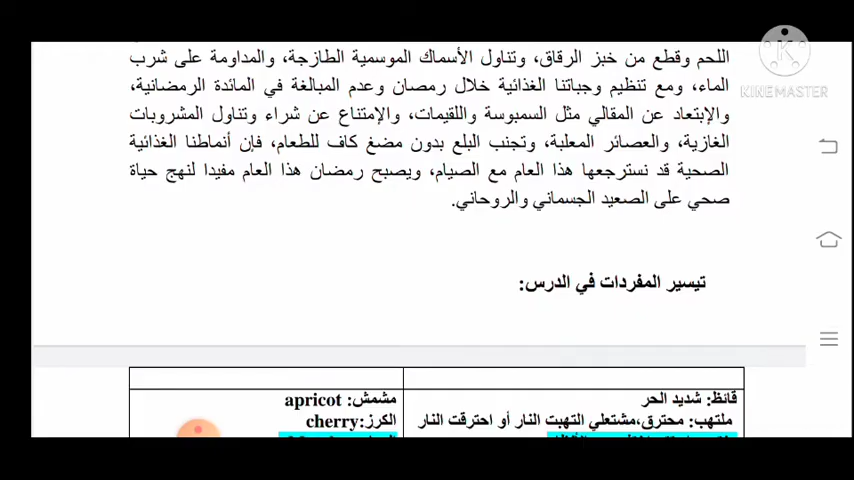 اللحم وقطع من خبز الرقاق، وتناول الأسماك الموسمية الطازجة، والمداومة على شرب
الماء، ومع تنظيم وجباتنا الغذائية خلال رمضان وعدم المبالغة في المائدة الرمضانية،
والإبتعاد عن المقالي مثل السمبوسة واللقيمات، والإمتناع عن شراء وتناول المشروبات
الغازية، والعصائر المعلبة، وتجنب البلع بدون مضغ كاف للطعام، فإن أنماطنا الغذائية
الصحية قد نسترجعها هذا العام مع الصيام، ويصبح رمضان هذا العام مفيدا لنهج حياة
صحي على الصعيد الجسماني والروحاني.
KINEMASTER
تيسير المفردات في الدرس:
قائظ: شديد الحر
ملتهب: محترق،مشتعلي التهبت النار أو احترقت النار
مشمش: apricot
الكرز:cherry